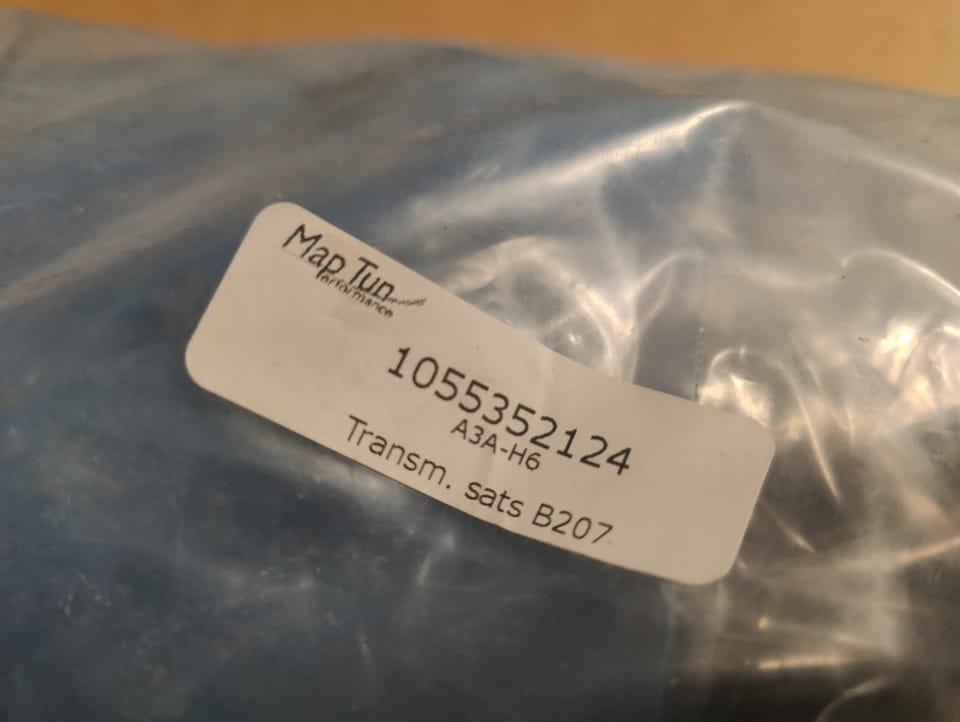 Map Tun
Performance
1055352124
A3A-H6
Transm. sats B207